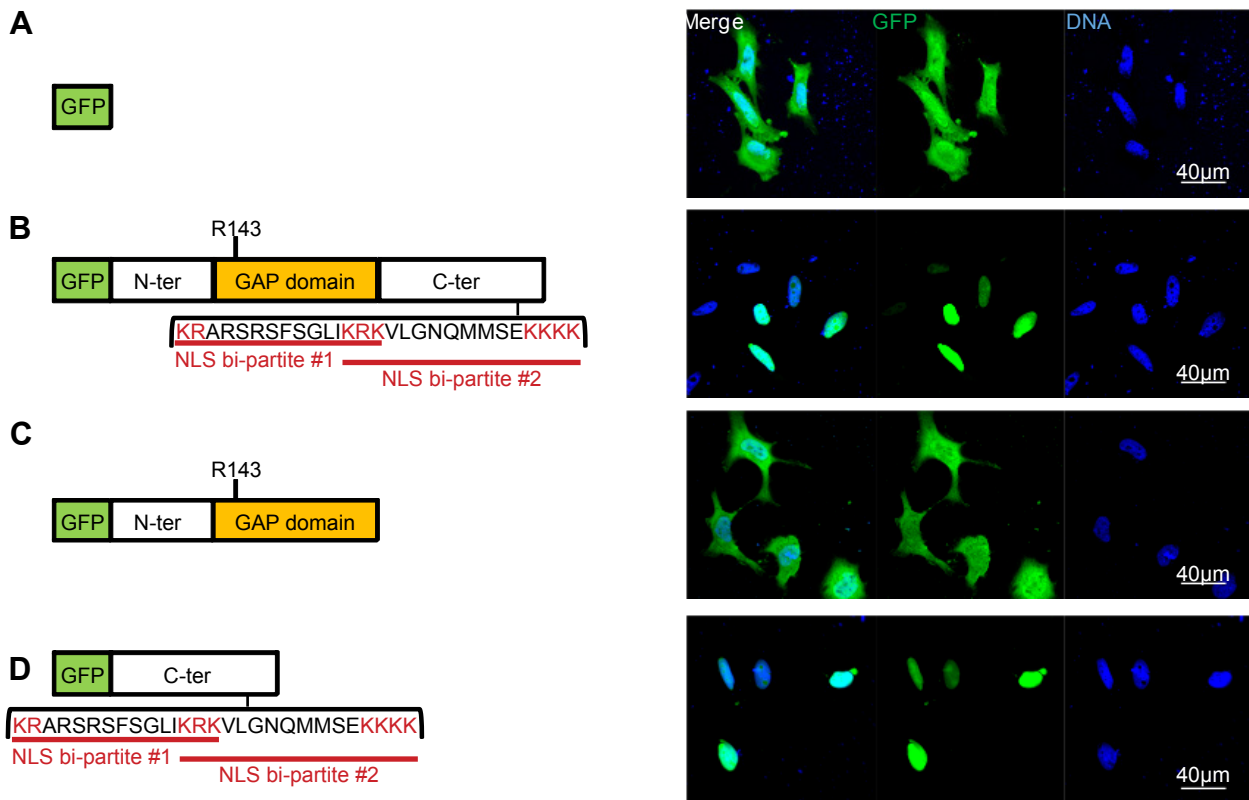 A
Merge GFP DNA
GFP
40µm
B
R143
GFP N-ter GAP domain C-ter
KRARSRSFSGLIKRKVLGNQMMSEKKKK
NLS bi-partite #1
NLS bi-partite #2
40µm
C
R143
GFP N-ter GAP domain
40µm
D
GFP C-ter
KRARSRSFSGLIKRKVLGNQMMSEKKKK
NLS bi-partite #1
NLS bi-partite #2
40µm